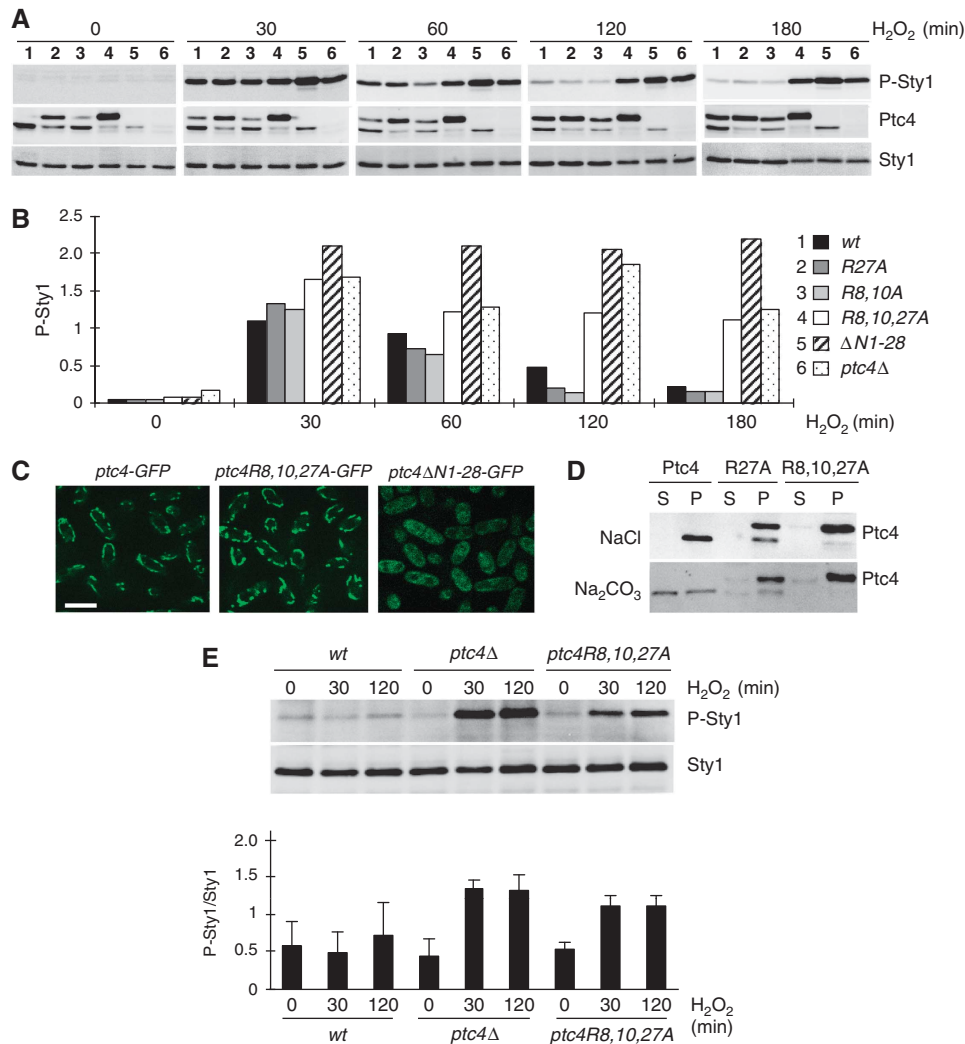 A
0 30 60 120 180 H₂O₂ (min)
1 2 3 4 5 6 1 2 3 4 5 6 1 2 3 4 5 6 1 2 3 4 5 6 1 2 3 4 5 6
P-Sty1
Ptc4
Sty1
B
P-Sty1
2.5
2.0
1.5
1
0.5
0
0 30 60 120 180 H₂O₂ (min)
1 wt
2 R27A
3 R8,10A
4 R8,10,27A
5 ΔN1-28
6 ptc4Δ
C
ptc4-GFP ptc4R8,10,27A-GFP ptc4ΔN1-28-GFP
D
Ptc4 R27A R8,10,27A
S P S P S P
NaCl Ptc4
Na₂CO₃ Ptc4
E
wt ptc4Δ ptc4R8,10,27A
0 30 120 0 30 120 0 30 120 H₂O₂ (min)
P-Sty1
Sty1
P-Sty1/Sty1
2.0
1.5
1.0
0.5
0
0 30 120 0 30 120 0 30 120 H₂O₂
(min)
wt ptc4Δ ptc4R8,10,27A